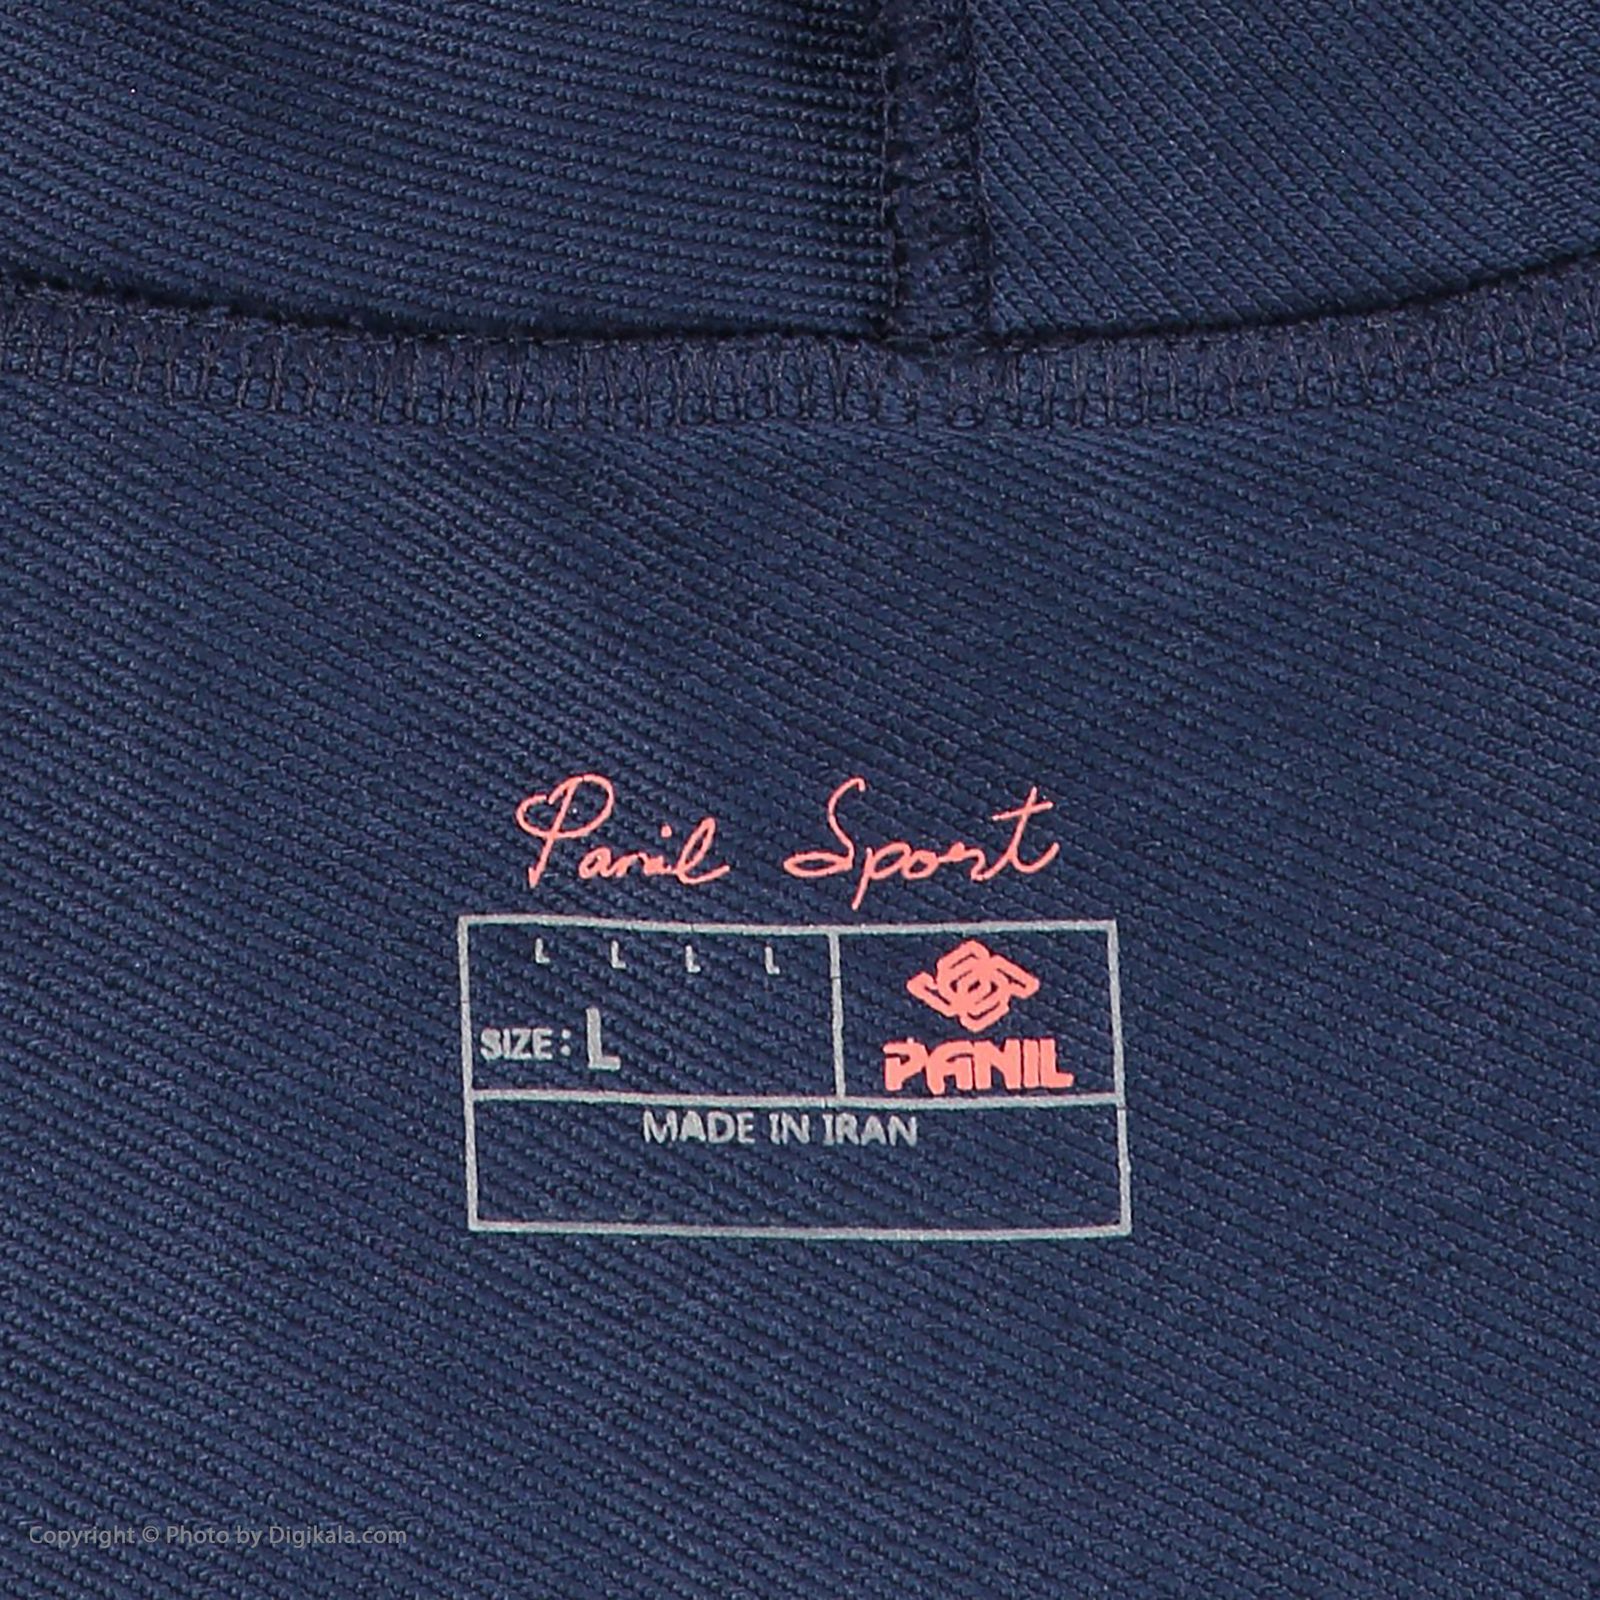 Panil Sport
L L L L
SIZE: L
PANIL
MADE IN IRAN
Copyright © Photo by Digikala.com